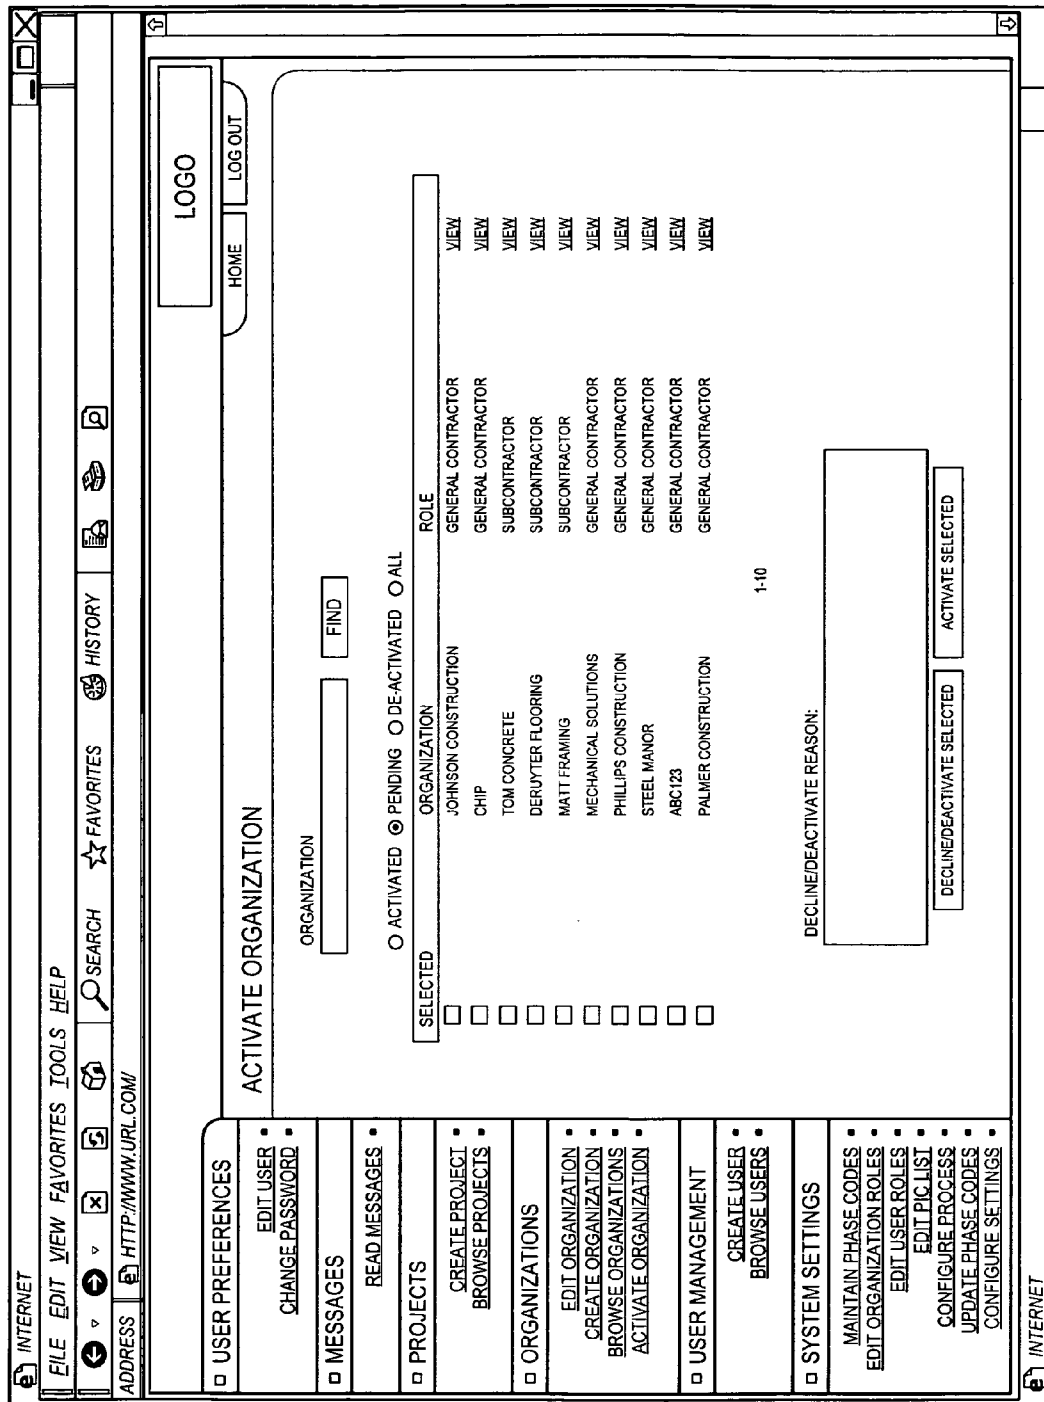 INTERNET
FILE EDIT VIEW FAVORITES TOOLS HELP
SEARCH FAVORITES HISTORY
ADDRESS HTTP://WWW.URL.COM/
LOGO
HOME LOG OUT
USER PREFERENCES
EDIT USER
CHANGE PASSWORD
MESSAGES
READ MESSAGES
PROJECTS
CREATE PROJECT
BROWSE PROJECTS
ORGANIZATIONS
EDIT ORGANIZATION
CREATE ORGANIZATION
BROWSE ORGANIZATIONS
ACTIVATE ORGANIZATION
USER MANAGEMENT
CREATE USER
BROWSE USERS
SYSTEM SETTINGS
MAINTAIN PHASE CODES
EDIT ORGANIZATION ROLES
EDIT USER ROLES
EDIT PIC LIST
CONFIGURE PROCESS
UPDATE PHASE CODES
CONFIGURE SETTINGS
ACTIVATE ORGANIZATION
ORGANIZATION
FIND
ACTIVATED PENDING DE-ACTIVATED ALL
SELECTED ORGANIZATION ROLE
JOHNSON CONSTRUCTION GENERAL CONTRACTOR VIEW
CHIP GENERAL CONTRACTOR VIEW
TOM CONCRETE SUBCONTRACTOR VIEW
DERUYTER FLOORING SUBCONTRACTOR VIEW
MATT FRAMING SUBCONTRACTOR VIEW
MECHANICAL SOLUTIONS GENERAL CONTRACTOR VIEW
PHILLIPS CONSTRUCTION GENERAL CONTRACTOR VIEW
STEEL MANOR GENERAL CONTRACTOR VIEW
ABC123 GENERAL CONTRACTOR VIEW
PALMER CONSTRUCTION GENERAL CONTRACTOR VIEW
1-10
DECLINE/DEACTIVATE REASON:
DECLINE/DEACTIVATE SELECTED ACTIVATE SELECTED
INTERNET